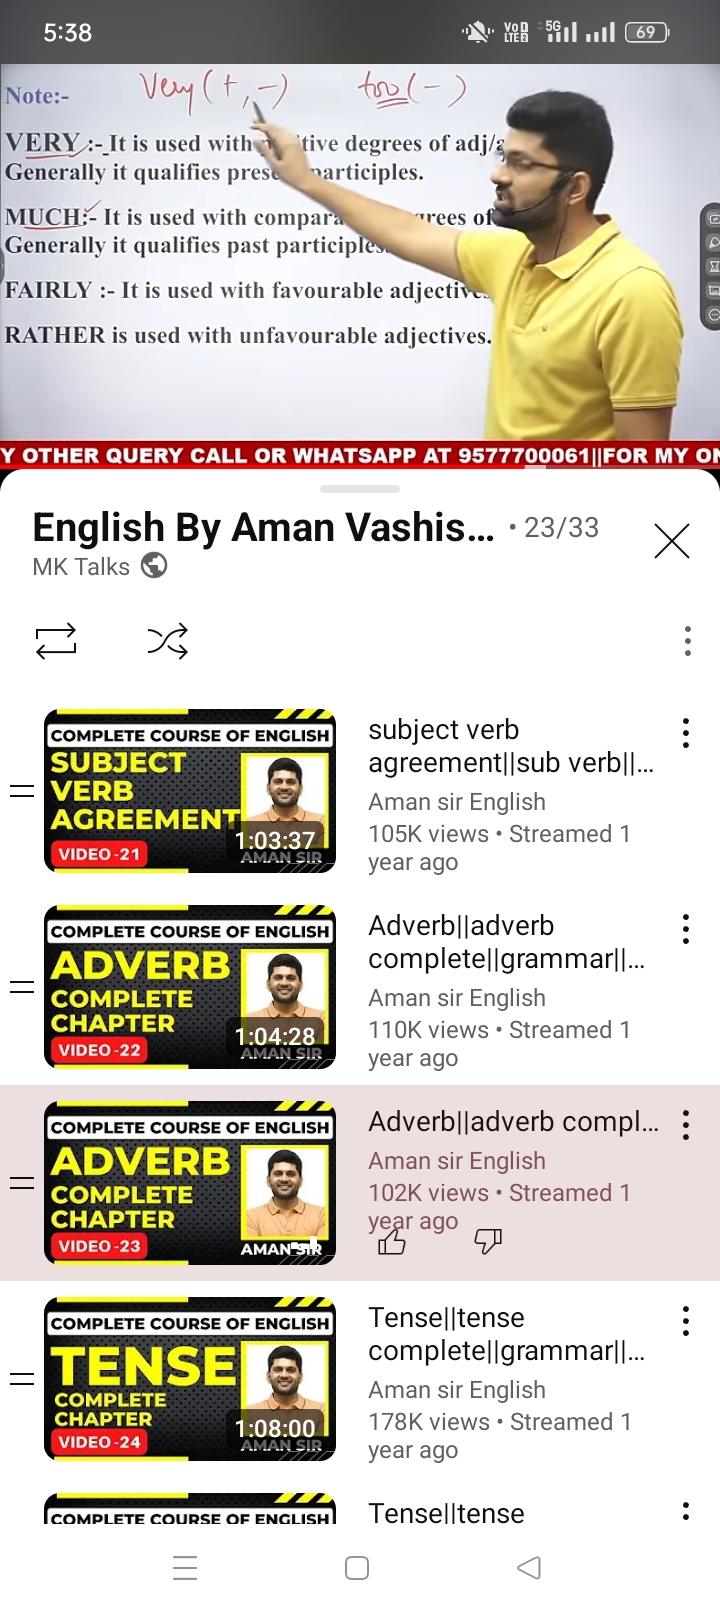 5:38
VoD
LTE2
5G
69
Note:-
Very (+,-)
too (-)
VERY :- It is used with tive degrees of adj/a
Generally it qualifies prese participles.
MUCH:- It is used with compara grees of
Generally it qualifies past participles
FAIRLY :- It is used with favourable adjectives
RATHER is used with unfavourable adjectives.
Y OTHER QUERY CALL OR WHATSAPP AT 9577700061||FOR MY ON
English By Aman Vashis... • 23/33
MK Talks
COMPLETE COURSE OF ENGLISH
SUBJECT
VERB
AGREEMENT
VIDEO -21
1:03:37
AMAN SIR
subject verb
agreement||sub verb||...
Aman sir English
105K views • Streamed 1
year ago
COMPLETE COURSE OF ENGLISH
ADVERB
COMPLETE
CHAPTER
VIDEO -22
1:04:28
AMAN SIR
Adverb||adverb
complete||grammar||...
Aman sir English
110K views • Streamed 1
year ago
COMPLETE COURSE OF ENGLISH
ADVERB
COMPLETE
CHAPTER
VIDEO -23
AMAN SIR
Adverb||adverb compl...
Aman sir English
102K views • Streamed 1
year ago
COMPLETE COURSE OF ENGLISH
TENSE
COMPLETE
CHAPTER
VIDEO -24
1:08:00
AMAN SIR
Tense||tense
complete||grammar||...
Aman sir English
178K views • Streamed 1
year ago
COMPLETE COURSE OF ENGLISH
Tense||tense